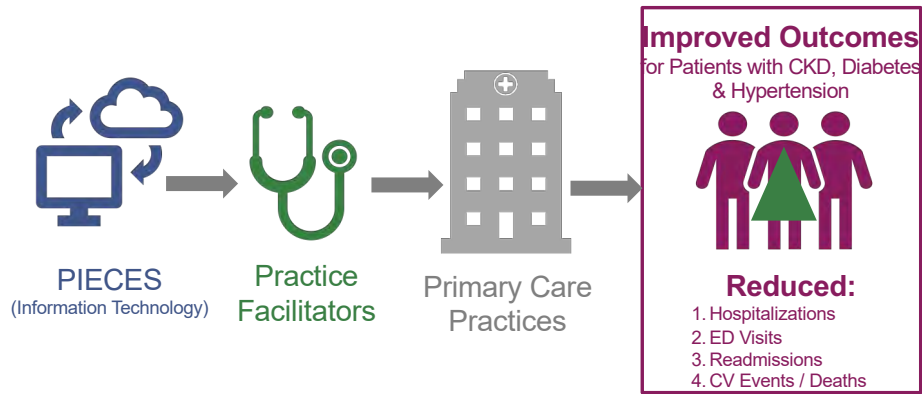 PIECES
(Information Technology)
Practice
Facilitators
Primary Care
Practices
Improved Outcomes
for Patients with CKD, Diabetes
& Hypertension
Reduced:
1. Hospitalizations
2. ED Visits
3. Readmissions
4. CV Events / Deaths